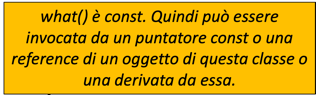 what() è const. Quindi può essere
invocata da un puntatore const o una
reference di un oggetto di questa classe o
una derivata da essa.